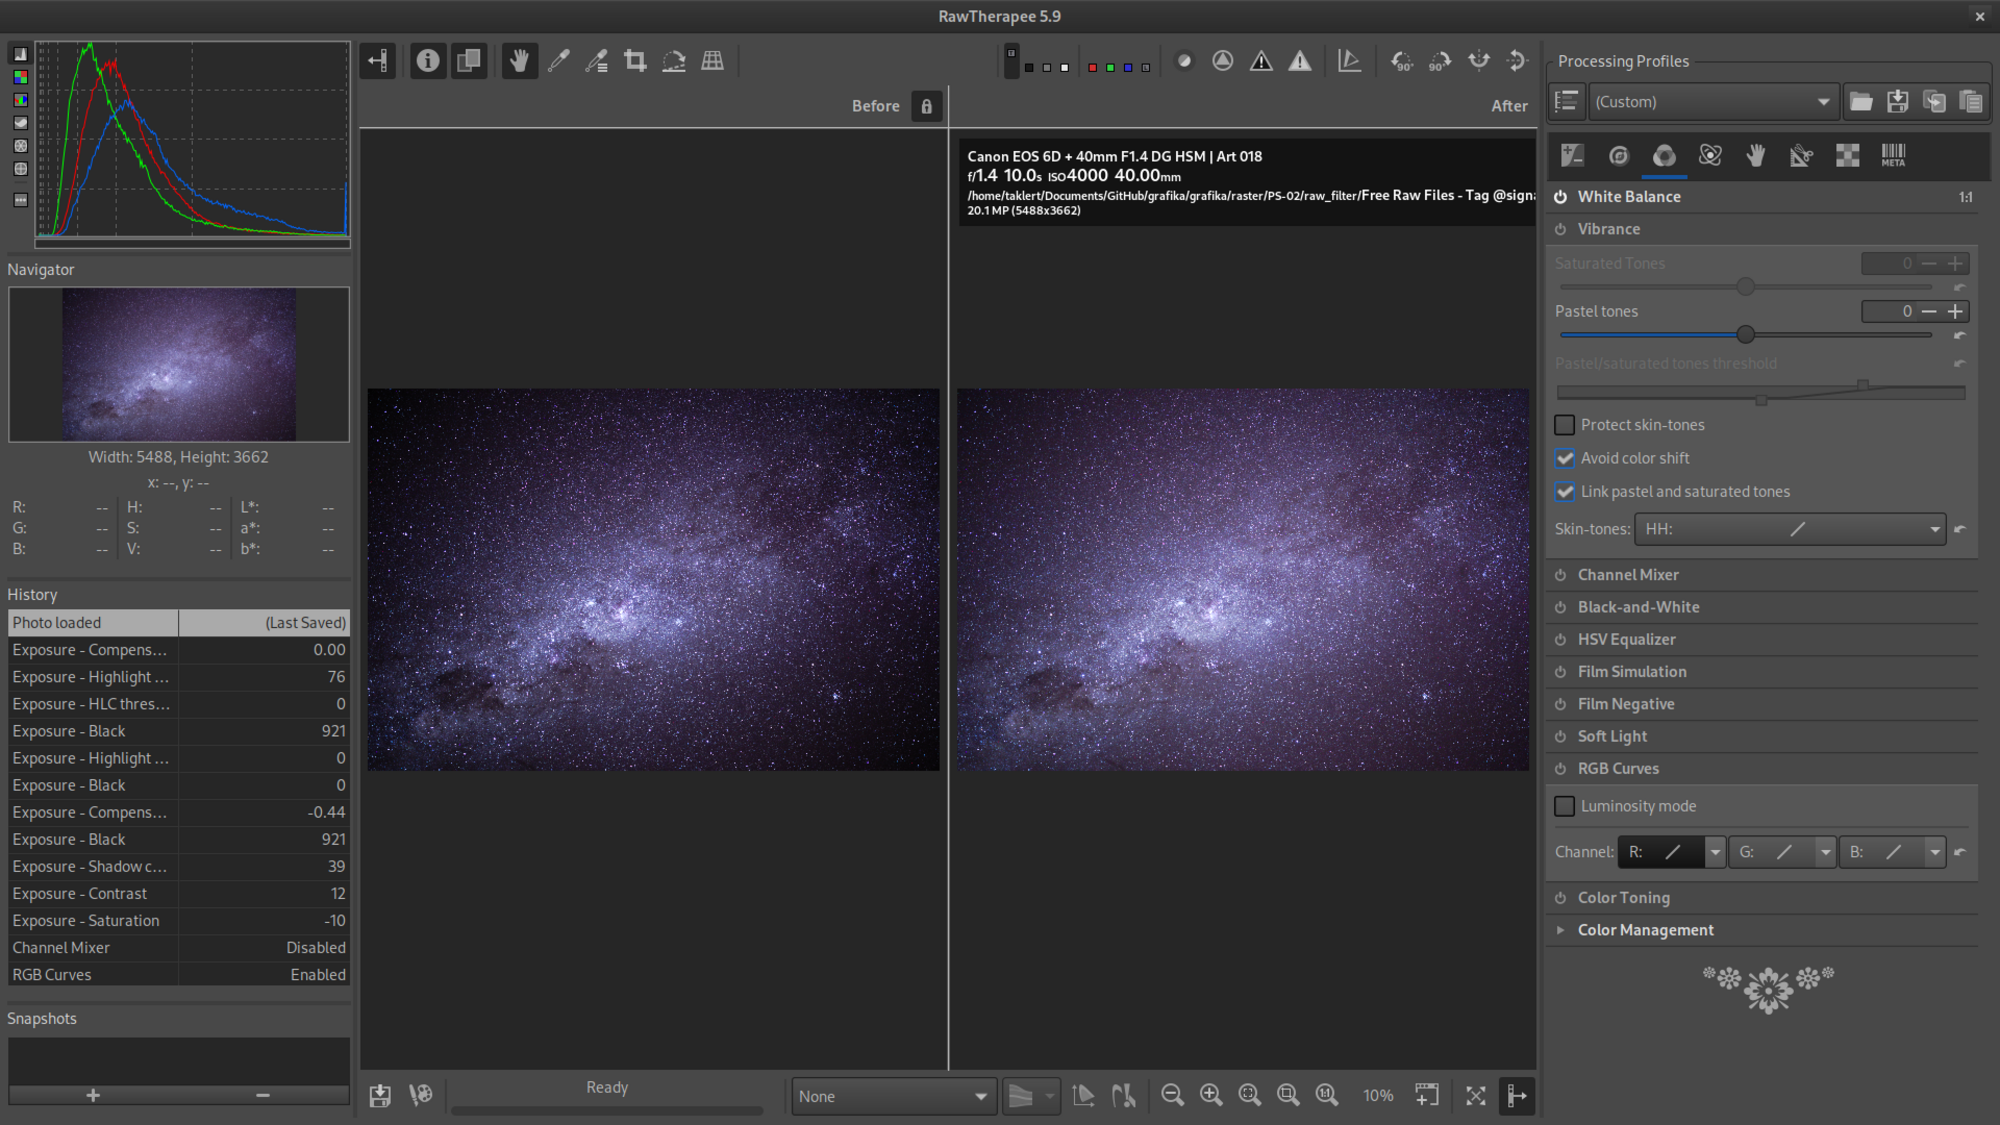 RawTherapee 5.9
Before
After
Canon EOS 6D + 40mm F1.4 DG HSM | Art 018
f/1.4 10.0s ISO4000 40.00mm
/home/taklert/Documents/GitHub/grafika/grafika/raster/PS-02/raw_filter/Free Raw Files - Tag @signa
20.1 MP (5488x3662)
Navigator
Width: 5488, Height: 3662
x: --, y: --
R: -- H: -- L*: --
G: -- S: -- a*: --
B: -- V: -- b*: --
History
Photo loaded (Last Saved)
Exposure - Compens... 0.00
Exposure - Highlight ... 76
Exposure - HLC thres... 0
Exposure - Black 921
Exposure - Highlight ... 0
Exposure - Black 0
Exposure - Compens... -0.44
Exposure - Black 921
Exposure - Shadow c... 39
Exposure - Contrast 12
Exposure - Saturation -10
Channel Mixer Disabled
RGB Curves Enabled
Snapshots
Ready
None
10%
90°
90°
1:1
Processing Profiles
(Custom)
META
White Balance 1:1
Vibrance
Saturated Tones 0
Pastel tones 0
Pastel/saturated tones threshold
Protect skin-tones
Avoid color shift
Link pastel and saturated tones
Skin-tones: HH:
Channel Mixer
Black-and-White
HSV Equalizer
Film Simulation
Film Negative
Soft Light
RGB Curves
Luminosity mode
Channel: R: G: B:
Color Toning
Color Management